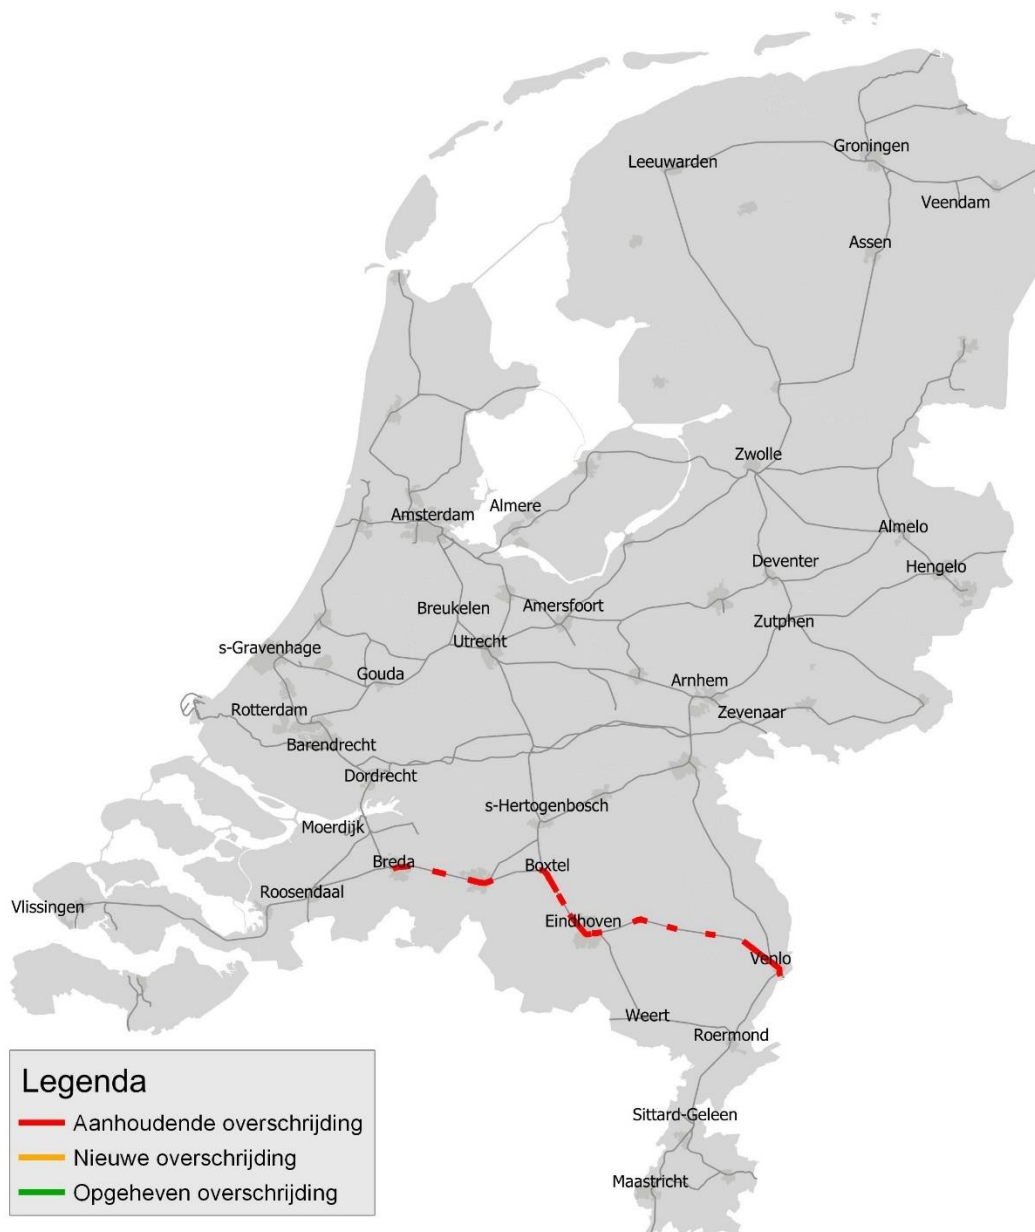 Groningen
Leeuwarden
Veendam
Assen
Zwolle
Almere
Amsterdam
Almelo
Deventer
Hengelo
Breukelen
Amersfoort
Zutphen
Utrecht
s-Gravenhage
Gouda
Arnhem
Rotterdam
Zevenaar
Barendrecht
Dordrecht
s-Hertogenbosch
Moerdijk
Breda
Boxtel
Roosendaal
Vlissingen
Eindhoven
Venlo
Weert
Roermond
Sittard-Geleen
Maastricht
Legenda
Aanhoudende overschrijding
Nieuwe overschrijding
Opgeheven overschrijding